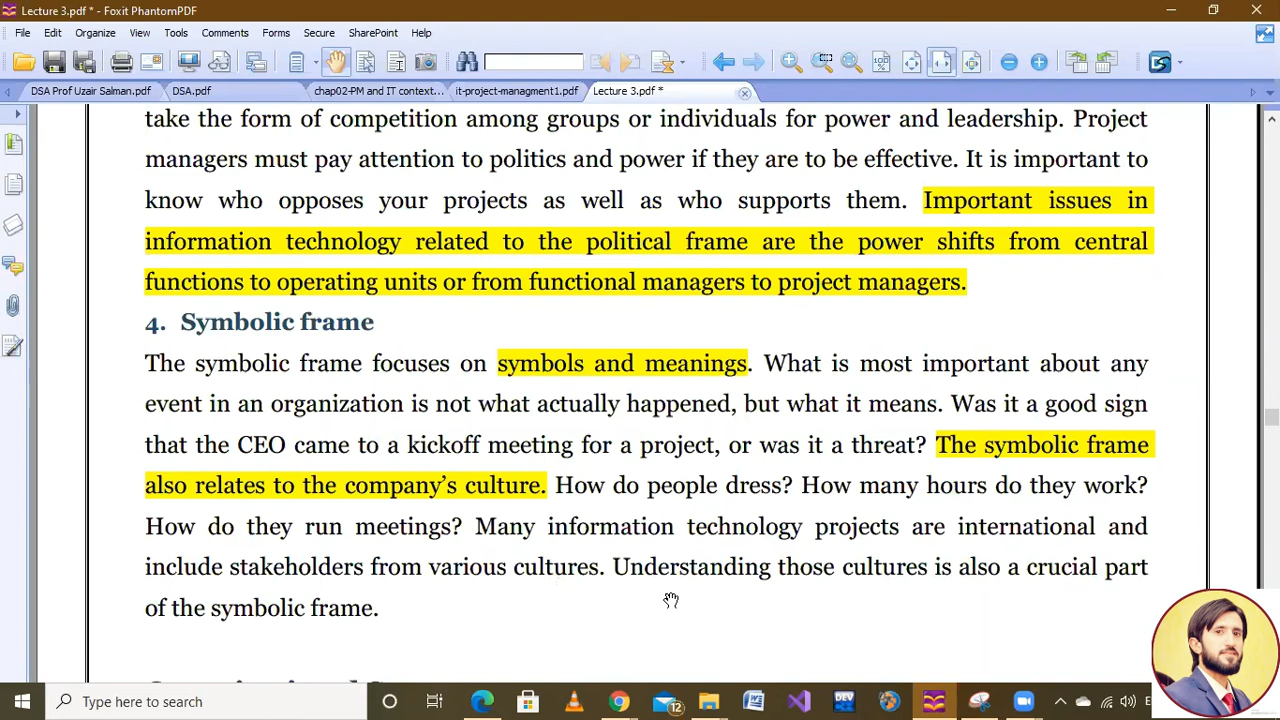 Lecture 3.pdf * - Foxit PhantomPDF
File Edit Organize View Tools Comments Forms Secure SharePoint Help
DSA Prof Uzair Salman.pdf DSA.pdf chap02-PM and IT context... it-project-managment1.pdf Lecture 3.pdf *
take the form of competition among groups or individuals for power and leadership. Project
managers must pay attention to politics and power if they are to be effective. It is important to
know who opposes your projects as well as who supports them. Important issues in
information technology related to the political frame are the power shifts from central
functions to operating units or from functional managers to project managers.
4. Symbolic frame
The symbolic frame focuses on symbols and meanings. What is most important about any
event in an organization is not what actually happened, but what it means. Was it a good sign
that the CEO came to a kickoff meeting for a project, or was it a threat? The symbolic frame
also relates to the company's culture. How do people dress? How many hours do they work?
How do they run meetings? Many information technology projects are international and
include stakeholders from various cultures. Understanding those cultures is also a crucial part
of the symbolic frame.
Type here to search
12